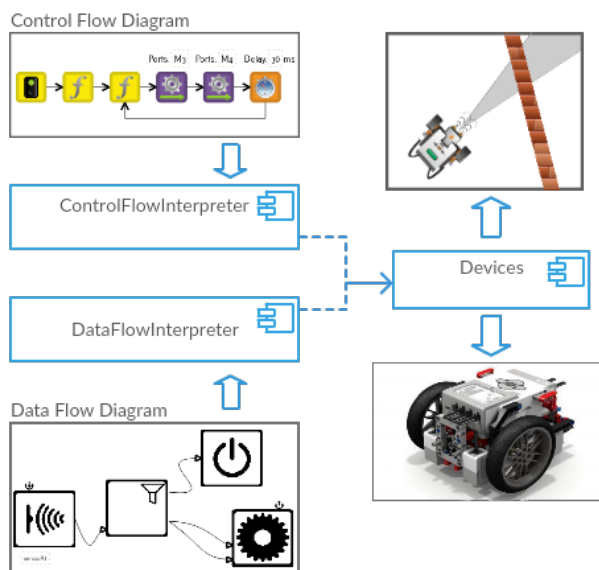 Control Flow Diagram
Ports: M3 Ports: M4 Delay: 30 ms
ControlFlowInterpreter
Devices
DataFlowInterpreter
Data Flow Diagram